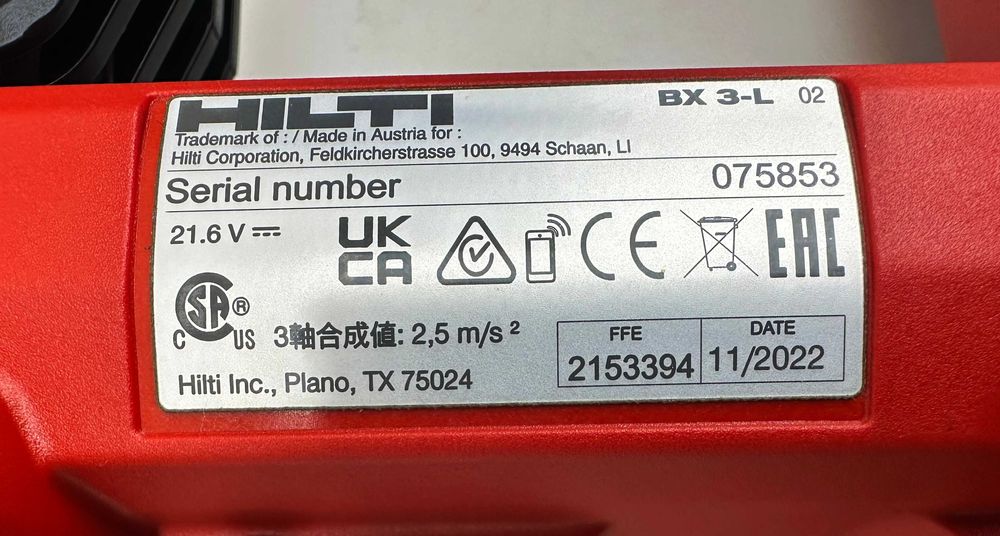 HILTI
BX 3-L 02
Trademark of : / Made in Austria for :
Hilti Corporation, Feldkircherstrasse 100, 9494 Schaan, LI
Serial number 075853
21.6 V
UK
CA
CE
EAC
CSA®
C US
3軸合成値: 2,5 m/s²
FFE
2153394
DATE
11/2022
Hilti Inc., Plano, TX 75024